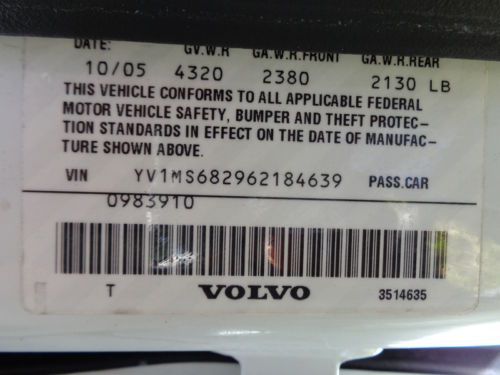 DATE: G.V.W.R GA.W.R.FRONT GA.W.R.REAR
10/05 4320 2380 2130 LB
THIS VEHICLE CONFORMS TO ALL APPLICABLE FEDERAL
MOTOR VEHICLE SAFETY, BUMPER AND THEFT PROTEC-
TION STANDARDS IN EFFECT ON THE DATE OF MANUFAC-
TURE SHOWN ABOVE.
VIN YV1MS682962184639 PASS.CAR
0983910
T VOLVO 3514635